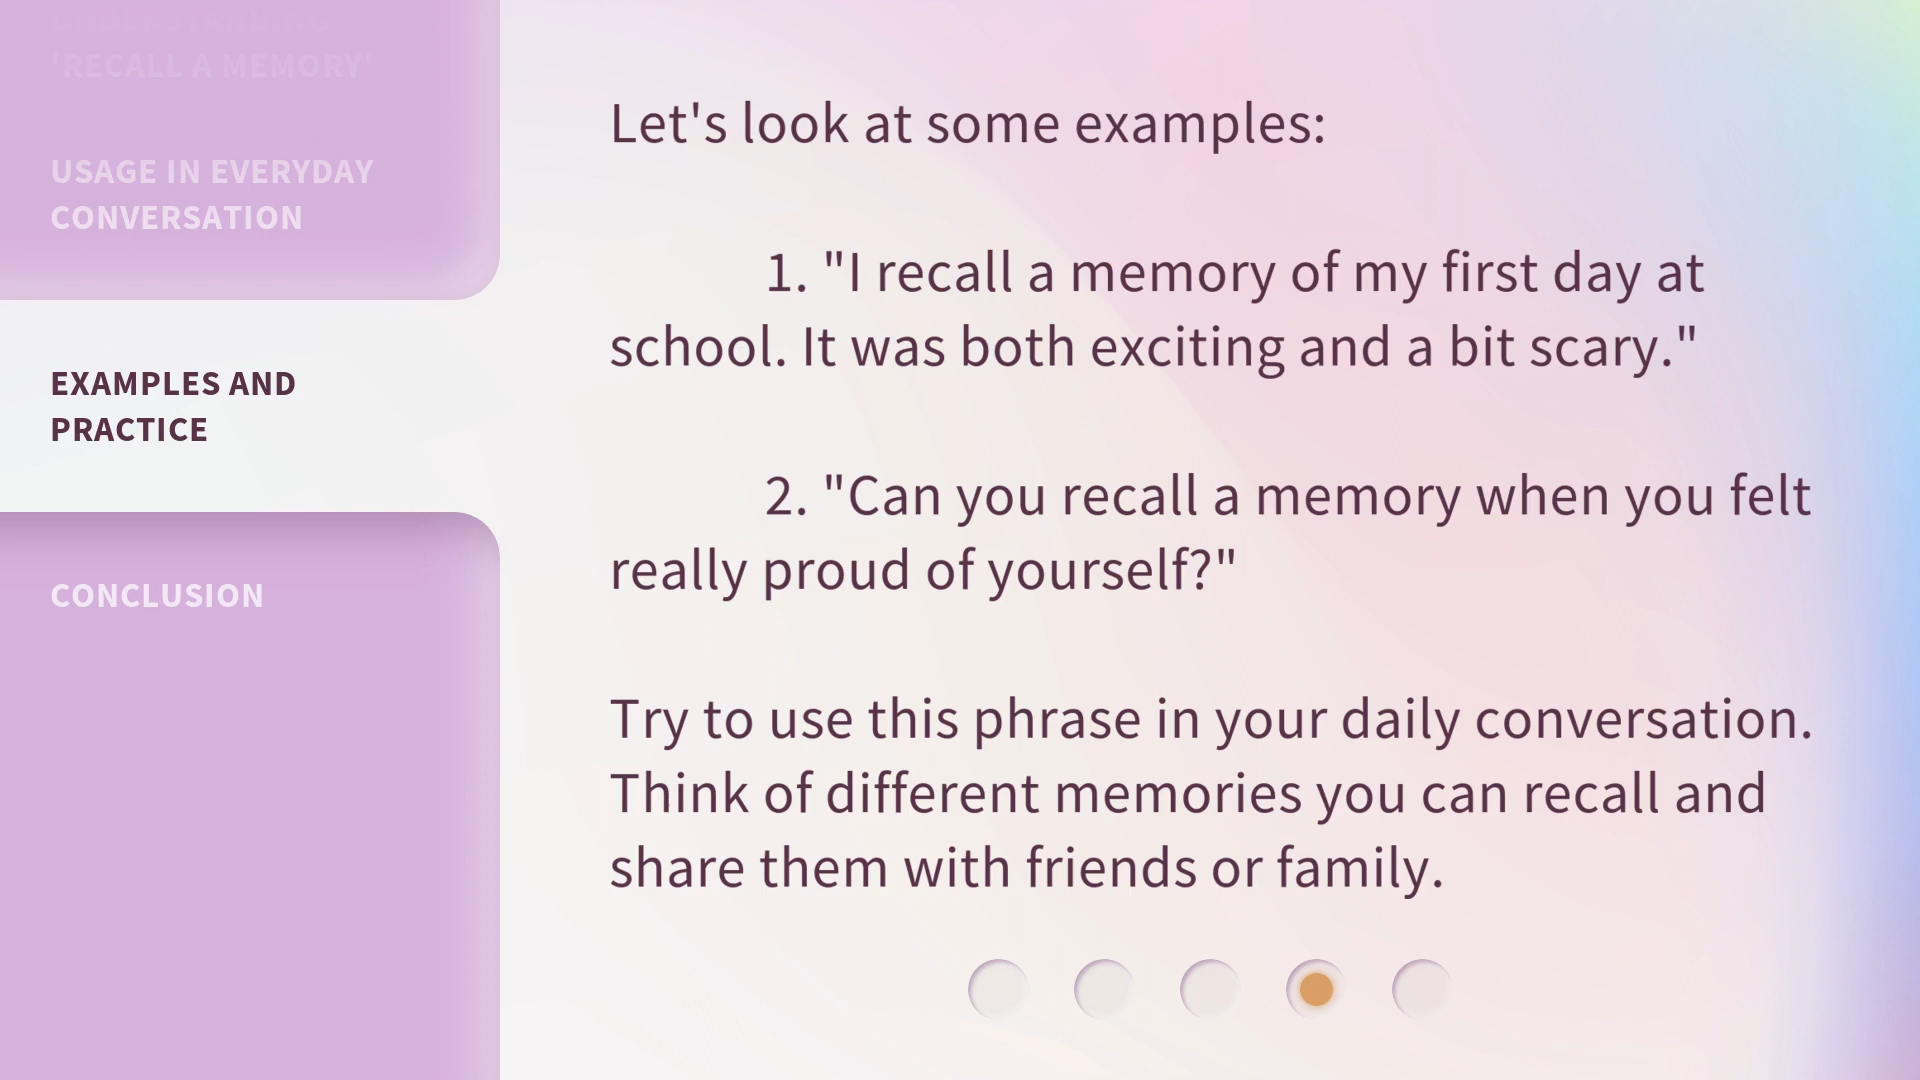 UNDERSTANDING
'RECALL A MEMORY'
USAGE IN EVERYDAY
CONVERSATION
EXAMPLES AND
PRACTICE
CONCLUSION
Let's look at some examples:
1. "I recall a memory of my first day at
school. It was both exciting and a bit scary."
2. "Can you recall a memory when you felt
really proud of yourself?"
Try to use this phrase in your daily conversation.
Think of different memories you can recall and
share them with friends or family.